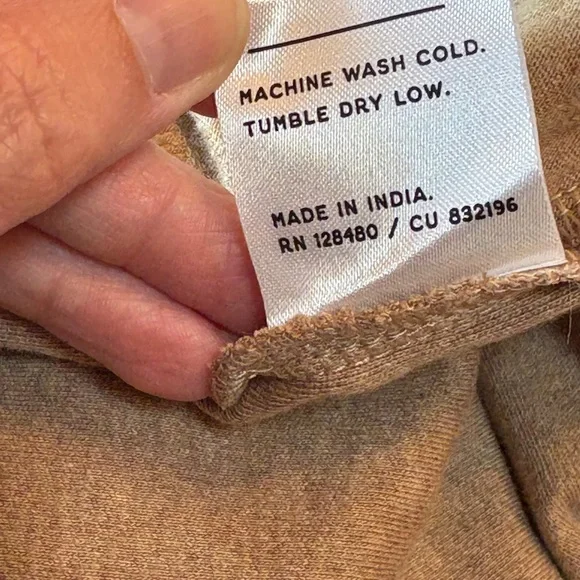 MACHINE WASH COLD.
TUMBLE DRY LOW.
MADE IN INDIA.
RN 128480 / CU 832196